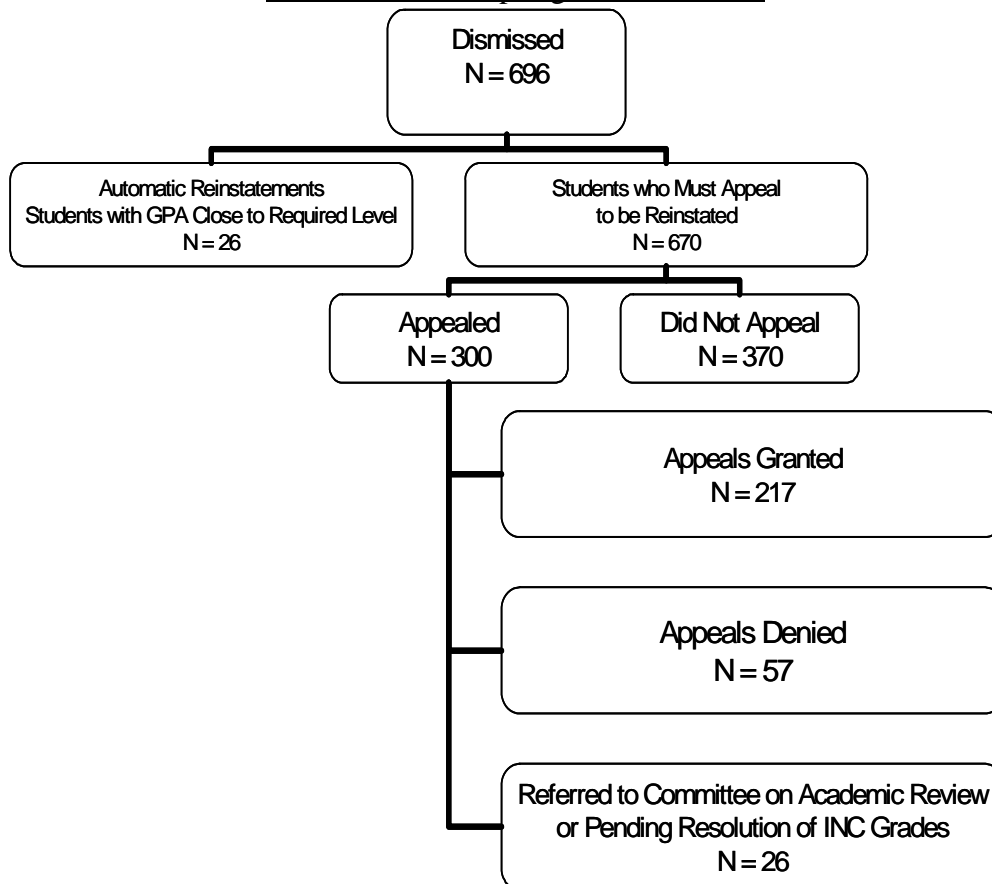 Dismissed
N = 696
Automatic Reinstatements
Students with GPA Close to Required Level
N = 26
Students who Must Appeal
to be Reinstated
N = 670
Appealed
N = 300
Did Not Appeal
N = 370
Appeals Granted
N = 217
Appeals Denied
N = 57
Referred to Committee on Academic Review
or Pending Resolution of INC Grades
N = 26